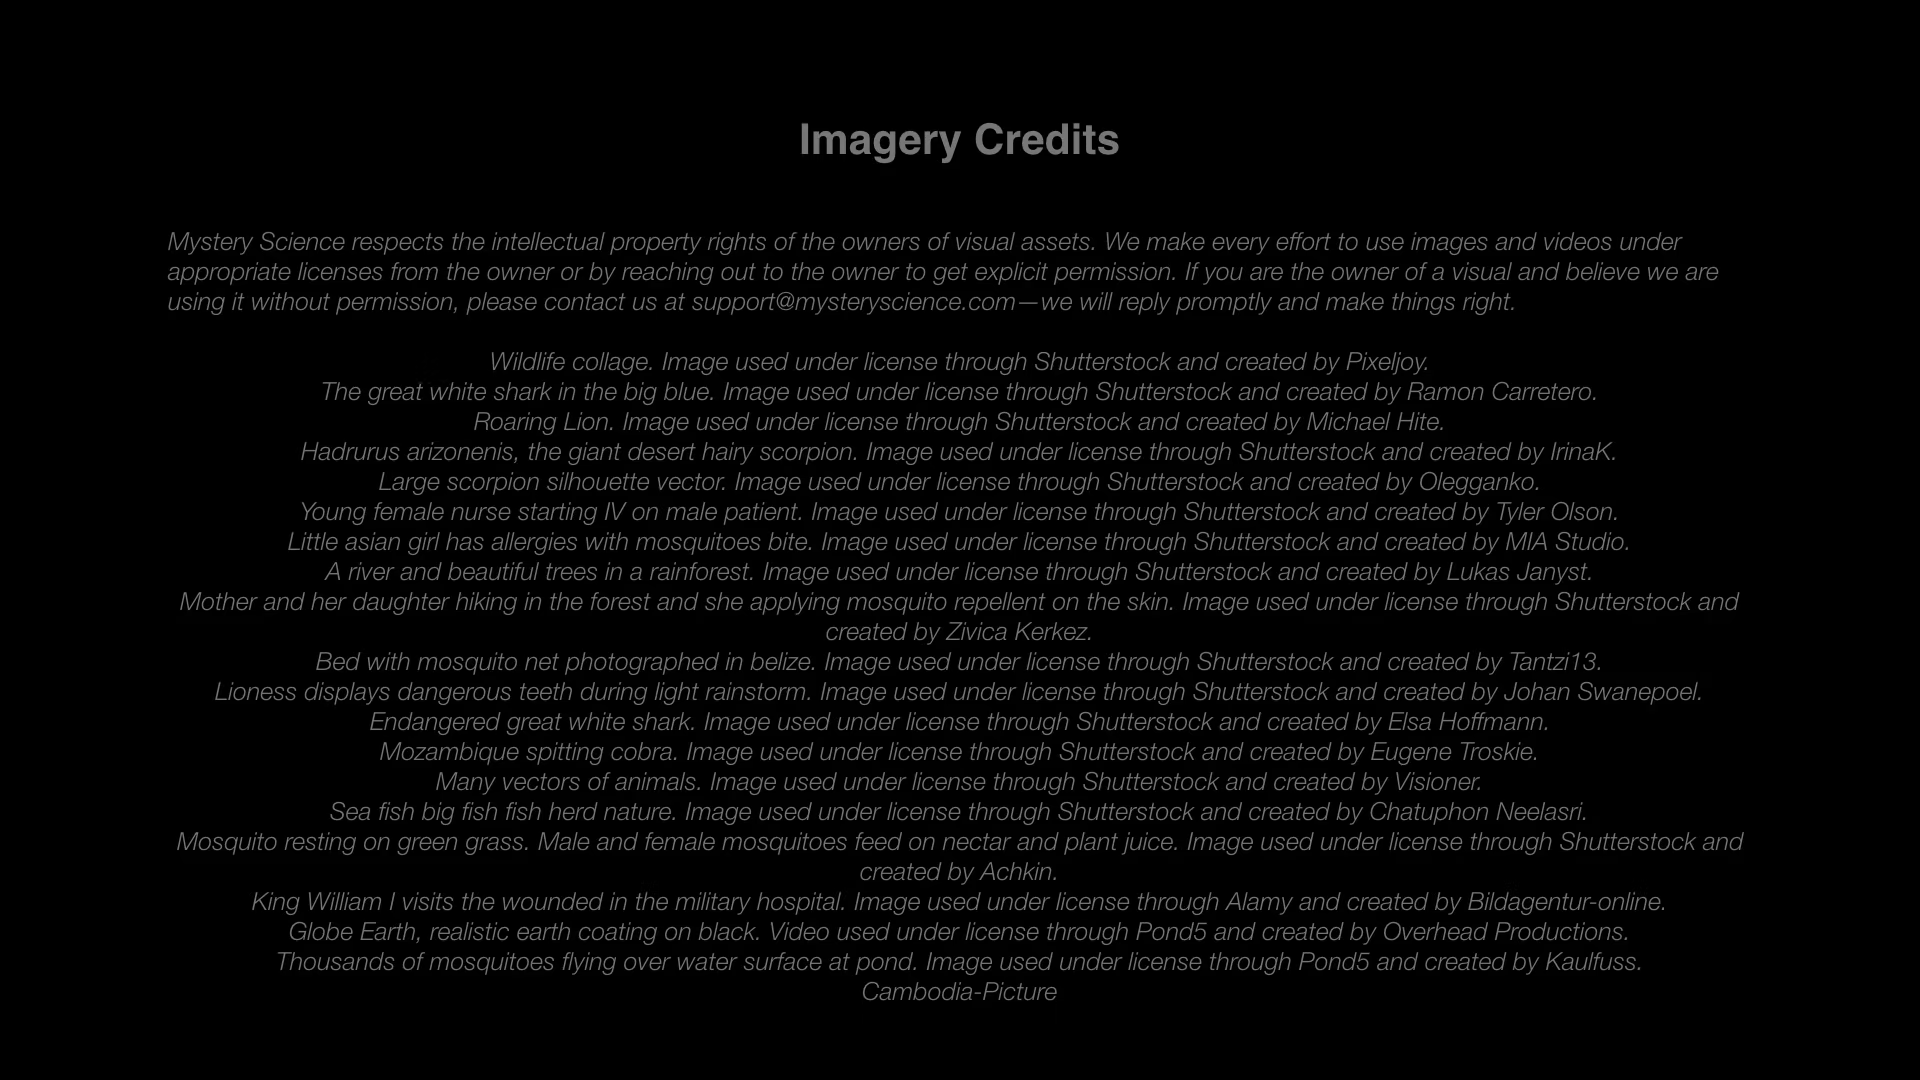 Imagery Credits
Mystery Science respects the intellectual property rights of the owners of visual assets. We make every effort to use images and videos under
appropriate licenses from the owner or by reaching out to the owner to get explicit permission. If you are the owner of a visual and believe we are
using it without permission, please contact us at support@mysteryscience.com—we will reply promptly and make things right.
Wildlife collage. Image used under license through Shutterstock and created by Pixeljoy.
The great white shark in the big blue. Image used under license through Shutterstock and created by Ramon Carretero.
Roaring Lion. Image used under license through Shutterstock and created by Michael Hite.
Hadrurus arizonenis, the giant desert hairy scorpion. Image used under license through Shutterstock and created by IrinaK.
Large scorpion silhouette vector. Image used under license through Shutterstock and created by Olegganko.
Young female nurse starting IV on male patient. Image used under license through Shutterstock and created by Tyler Olson.
Little asian girl has allergies with mosquitoes bite. Image used under license through Shutterstock and created by MIA Studio.
A river and beautiful trees in a rainforest. Image used under license through Shutterstock and created by Lukas Janyst.
Mother and her daughter hiking in the forest and she applying mosquito repellent on the skin. Image used under license through Shutterstock and
created by Zivica Kerkez.
Bed with mosquito net photographed in belize. Image used under license through Shutterstock and created by Tantzi13.
Lioness displays dangerous teeth during light rainstorm. Image used under license through Shutterstock and created by Johan Swanepoel.
Endangered great white shark. Image used under license through Shutterstock and created by Elsa Hoffmann.
Mozambique spitting cobra. Image used under license through Shutterstock and created by Eugene Troskie.
Many vectors of animals. Image used under license through Shutterstock and created by Visioner.
Sea fish big fish fish herd nature. Image used under license through Shutterstock and created by Chatuphon Neelasri.
Mosquito resting on green grass. Male and female mosquitoes feed on nectar and plant juice. Image used under license through Shutterstock and
created by Achkin.
King William I visits the wounded in the military hospital. Image used under license through Alamy and created by Bildagentur-online.
Globe Earth, realistic earth coating on black. Video used under license through Pond5 and created by Overhead Productions.
Thousands of mosquitoes flying over water surface at pond. Image used under license through Pond5 and created by Kaulfuss.
Cambodia-Picture